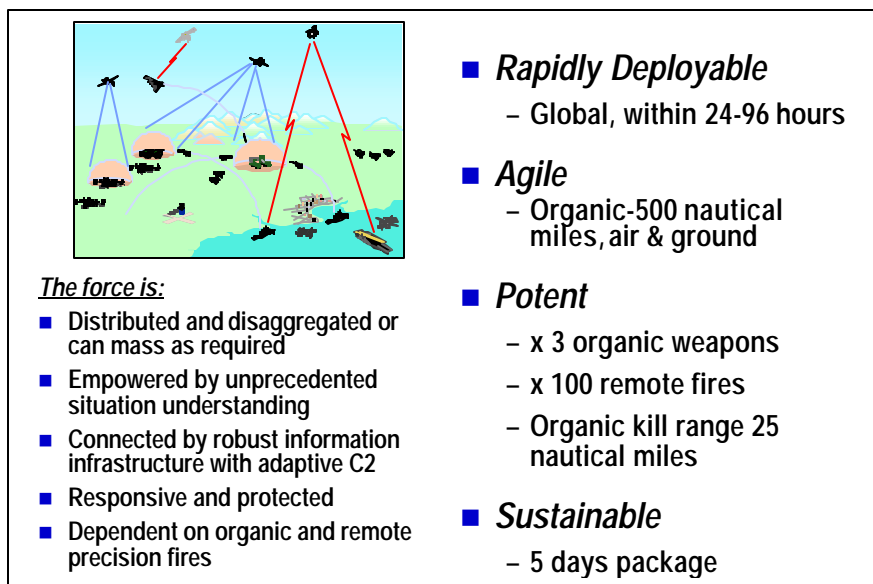 The force is:
■ Distributed and disaggregated or
can mass as required
■ Empowered by unprecedented
situation understanding
■ Connected by robust information
infrastructure with adaptive C2
■ Responsive and protected
■ Dependent on organic and remote
precision fires
■ Rapidly Deployable
– Global, within 24-96 hours
■ Agile
– Organic-500 nautical
miles, air & ground
■ Potent
– x 3 organic weapons
– x 100 remote fires
– Organic kill range 25
nautical miles
■ Sustainable
– 5 days package